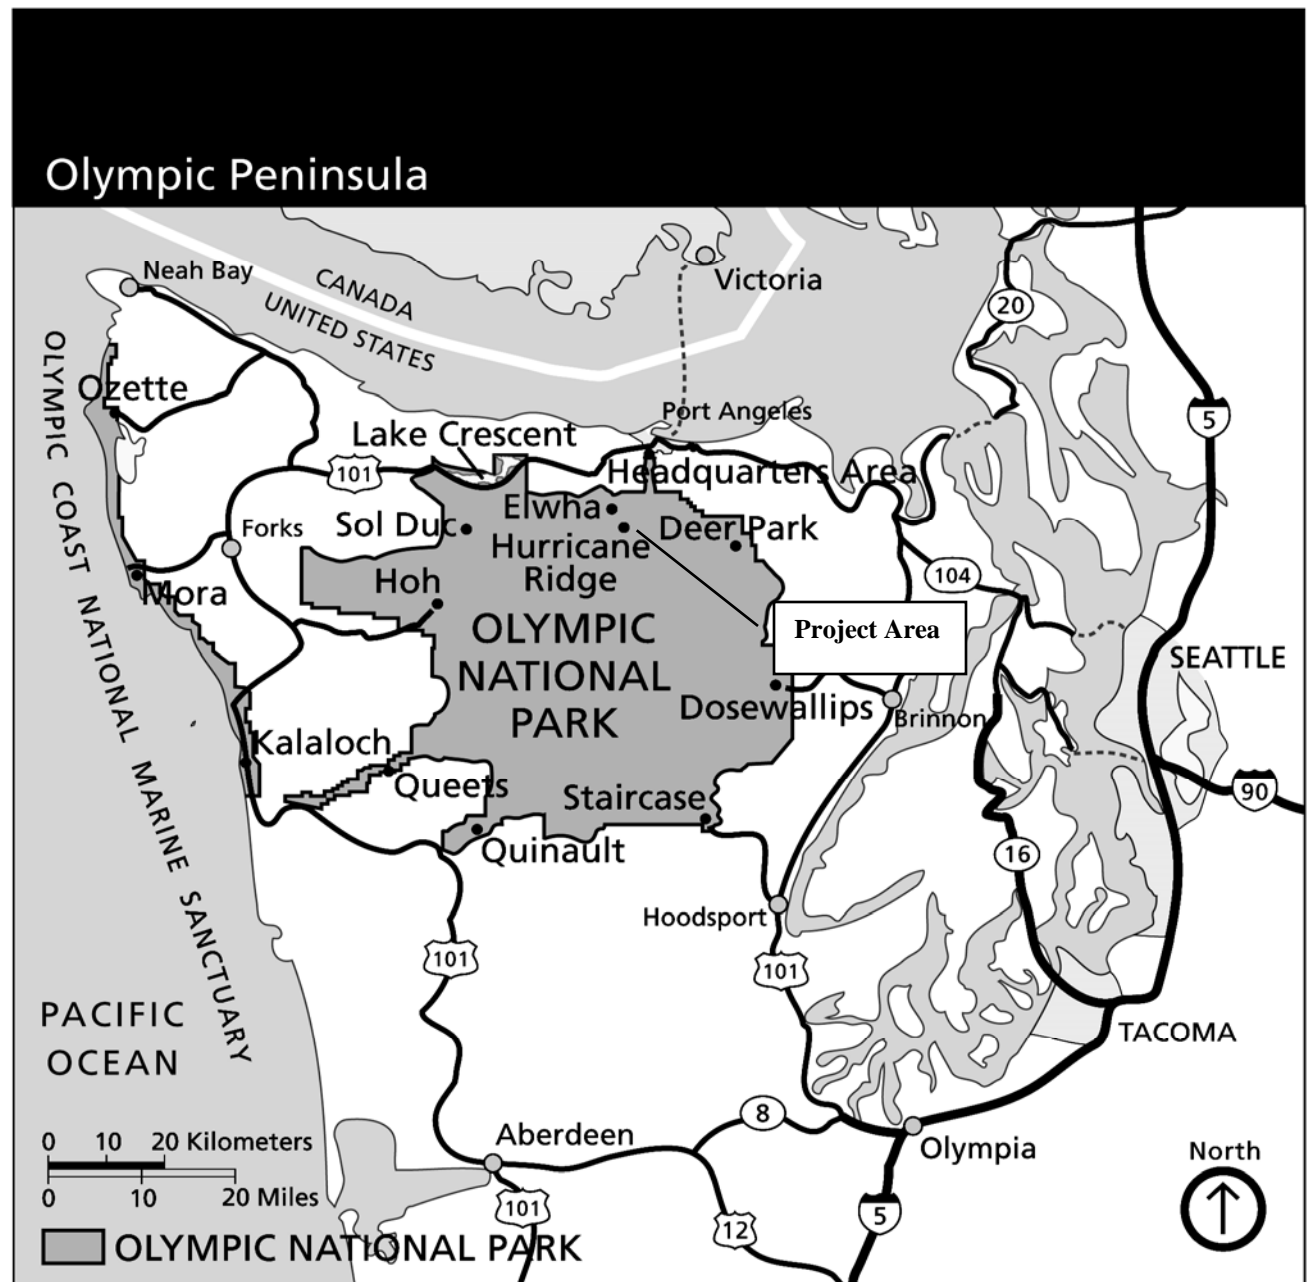 Olympic Peninsula
Neah Bay
CANADA
UNITED STATES
Victoria
20
OLYMPIC COAST NATIONAL MARINE SANCTUARY
Ozette
5
Port Angeles
Lake Crescent
101
Headquarters Area
Elwha
Forks
Sol Duc
Deer Park
Hurricane
Ridge
104
Hoh
Mora
OLYMPIC
NATIONAL
PARK
Project Area
SEATTLE
Dosewallips
Brinnon
Kalaloch
Queets
Staircase
90
Quinault
16
Hoodsport
101
101
PACIFIC
OCEAN
TACOMA
8
0 10 20 Kilometers
0 10 20 Miles
Aberdeen
Olympia
North
101
12
5
OLYMPIC NATIONAL PARK